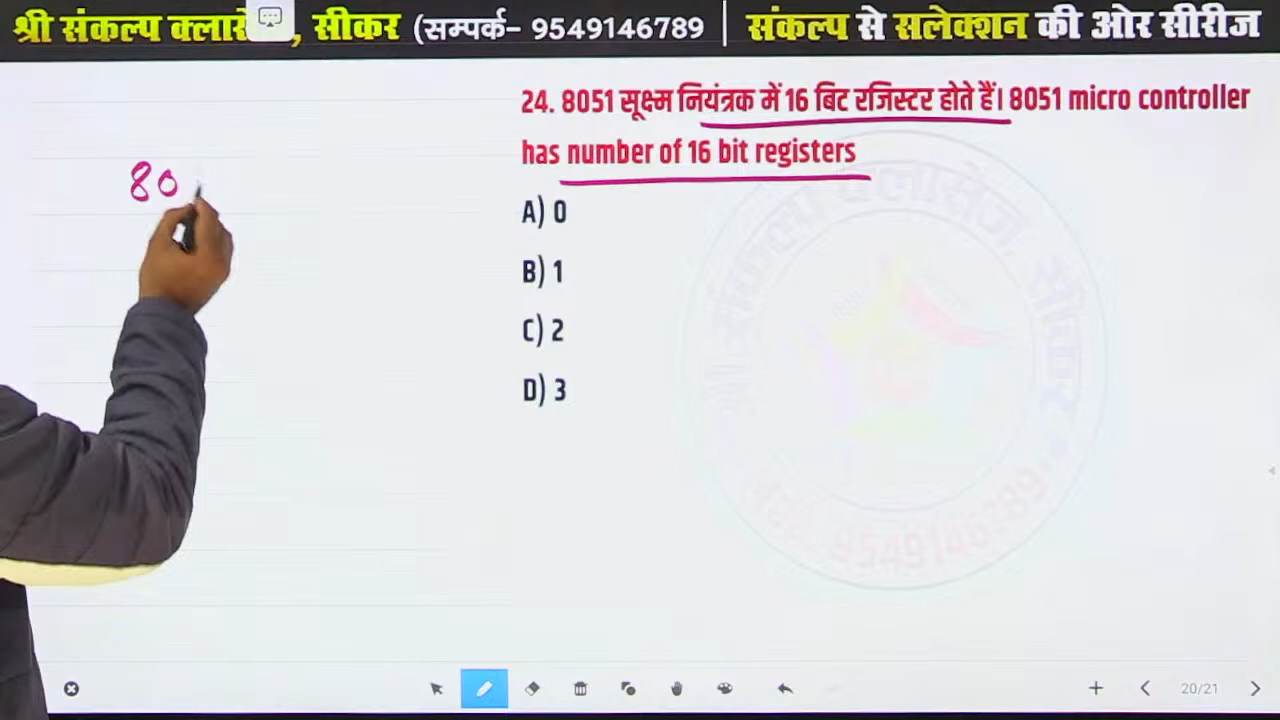 श्री संकल्प क्लासेज, सीकर (सम्पर्क– 9549146789 | संकल्प से सलेक्शन की ओर सीरीज
24. 8051 सूक्ष्म नियंत्रक में 16 बिट रजिस्टर होते हैं। 8051 micro controller
has number of 16 bit registers
80
A) 0
B) 1
C) 2
D) 3
9549146789
20/21